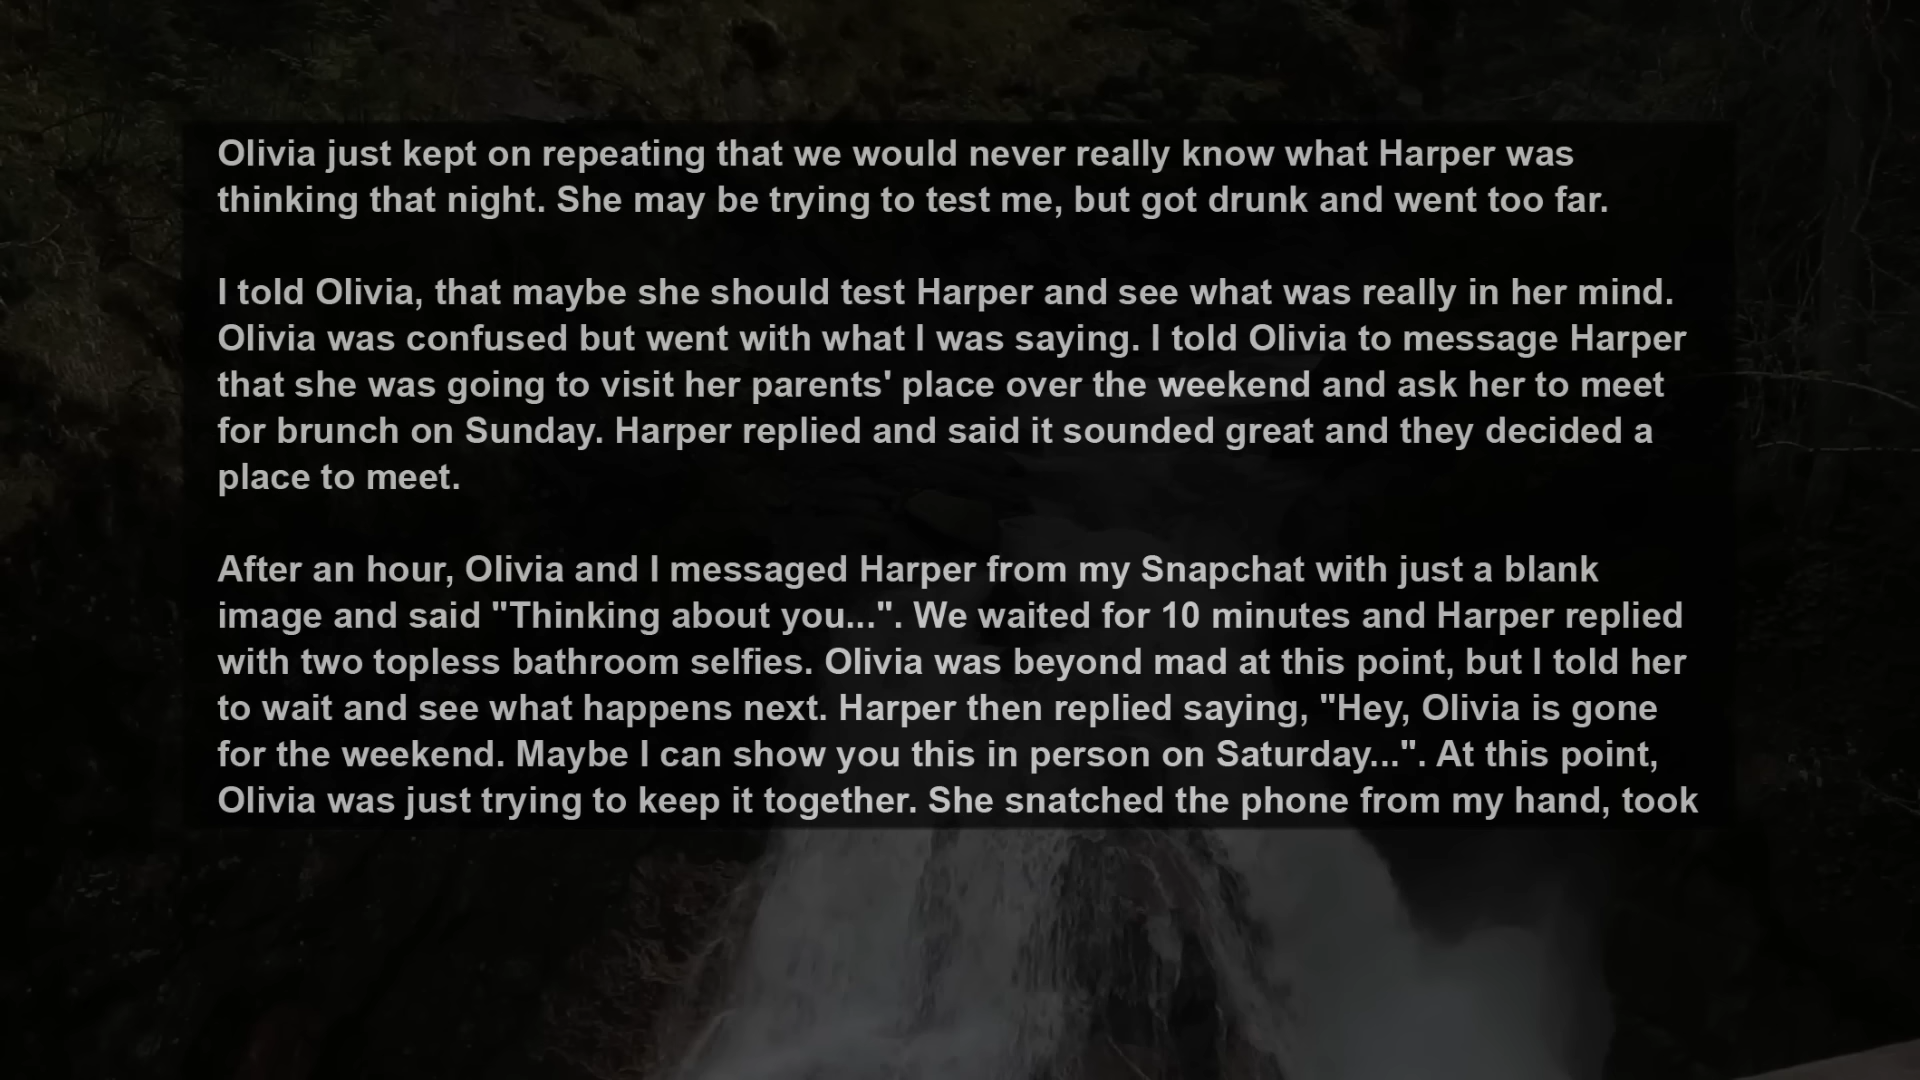 Olivia just kept on repeating that we would never really know what Harper was
thinking that night. She may be trying to test me, but got drunk and went too far.
I told Olivia, that maybe she should test Harper and see what was really in her mind.
Olivia was confused but went with what I was saying. I told Olivia to message Harper
that she was going to visit her parents' place over the weekend and ask her to meet
for brunch on Sunday. Harper replied and said it sounded great and they decided a
place to meet.
After an hour, Olivia and I messaged Harper from my Snapchat with just a blank
image and said "Thinking about you...". We waited for 10 minutes and Harper replied
with two topless bathroom selfies. Olivia was beyond mad at this point, but I told her
to wait and see what happens next. Harper then replied saying, "Hey, Olivia is gone
for the weekend. Maybe I can show you this in person on Saturday...". At this point,
Olivia was just trying to keep it together. She snatched the phone from my hand, took